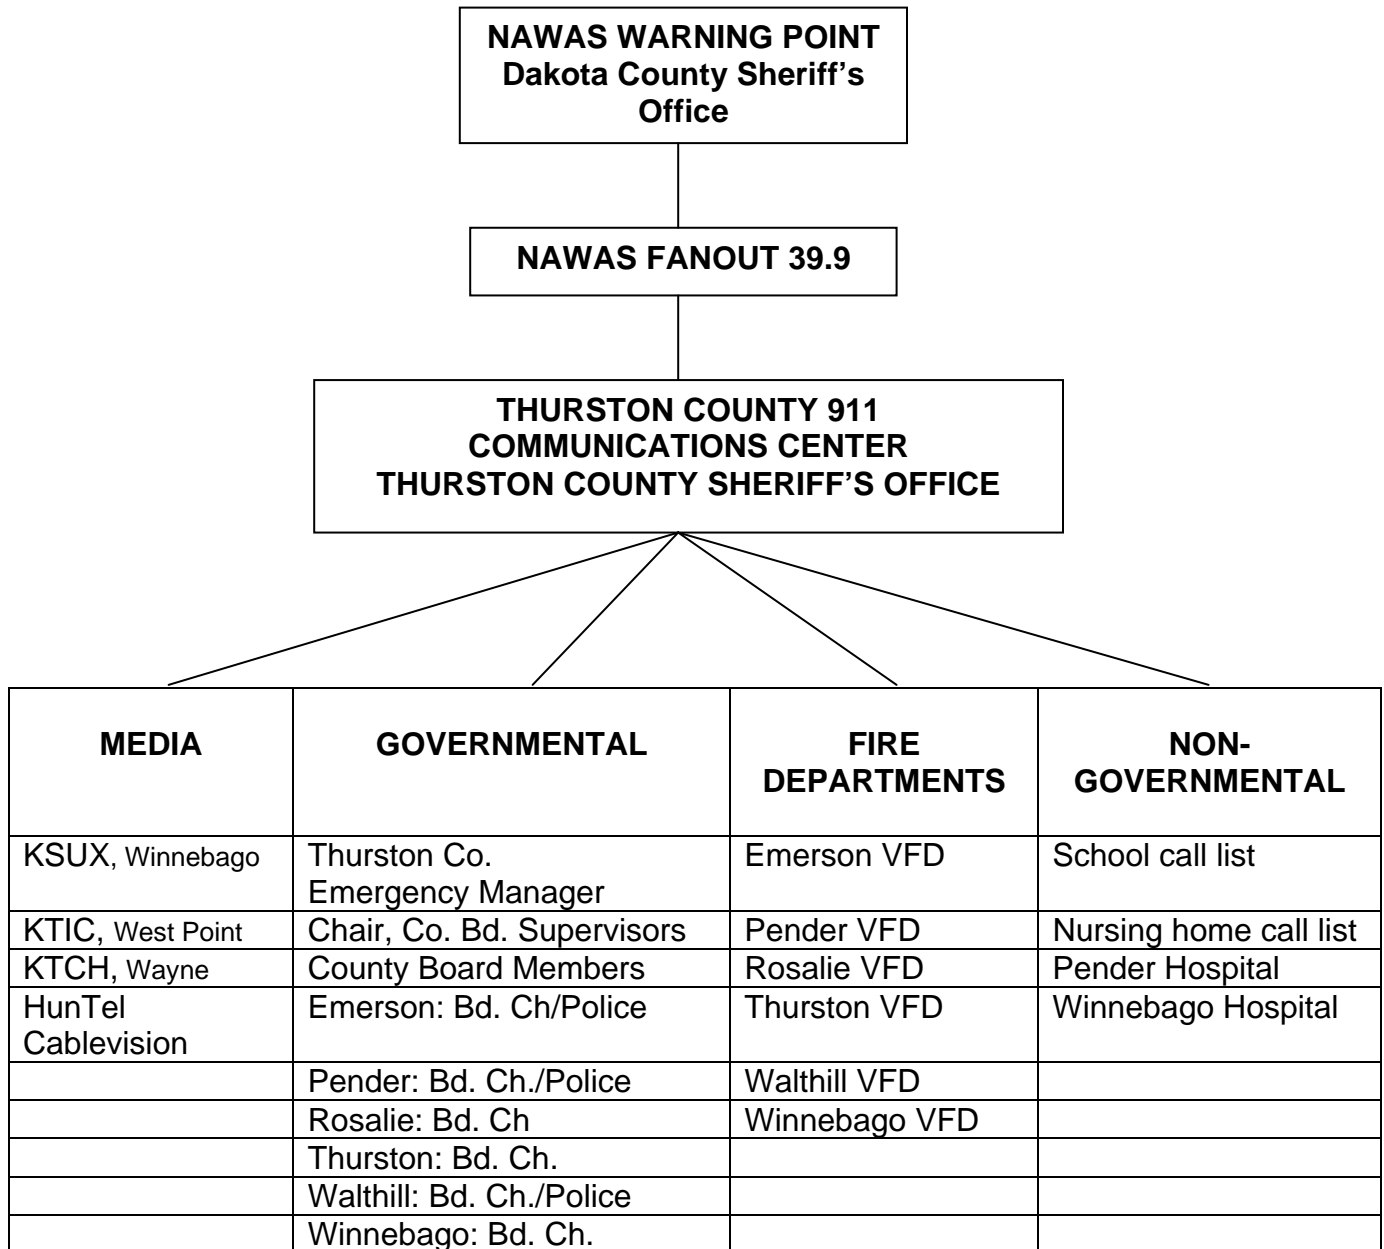 NAWAS WARNING POINT
Dakota County Sheriff’s
Office
NAWAS FANOUT 39.9
THURSTON COUNTY 911
COMMUNICATIONS CENTER
THURSTON COUNTY SHERIFF’S OFFICE
MEDIA
GOVERNMENTAL
FIRE
DEPARTMENTS
NON-
GOVERNMENTAL
KSUX, Winnebago
Thurston Co.
Emergency Manager
Emerson VFD
School call list
KTIC, West Point
Chair, Co. Bd. Supervisors
Pender VFD
Nursing home call list
KTCH, Wayne
County Board Members
Rosalie VFD
Pender Hospital
HunTel
Cablevision
Emerson: Bd. Ch/Police
Thurston VFD
Winnebago Hospital
Pender: Bd. Ch./Police
Walthill VFD
Rosalie: Bd. Ch
Winnebago VFD
Thurston: Bd. Ch.
Walthill: Bd. Ch./Police
Winnebago: Bd. Ch.